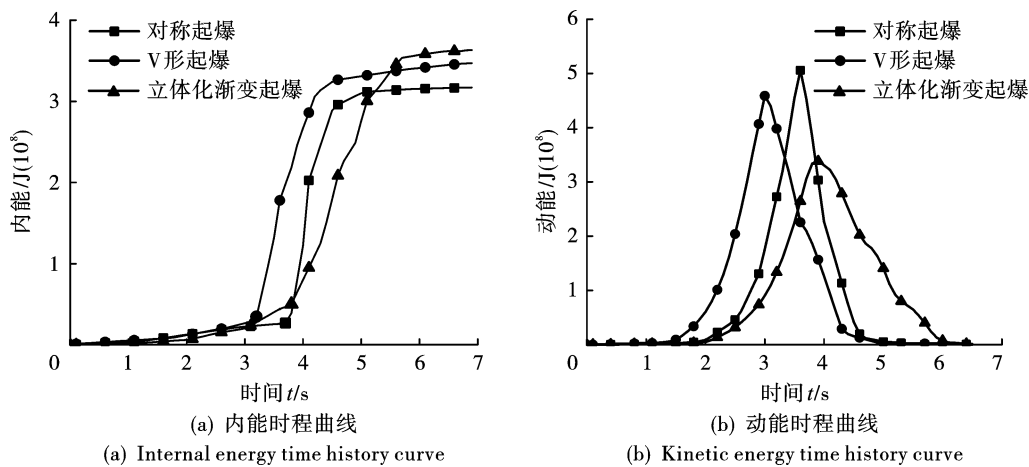 4
3
2
1
0 1 2 3 4 5 6 7
内能/J(10⁸)
对称起爆
V形起爆
立体化渐变起爆
时间t/s
(a) 内能时程曲线
(a) Internal energy time history curve
6
5
4
3
2
1
0 1 2 3 4 5 6 7
动能/J(10⁸)
对称起爆
V形起爆
立体化渐变起爆
时间t/s
(b) 动能时程曲线
(b) Kinetic energy time history curve